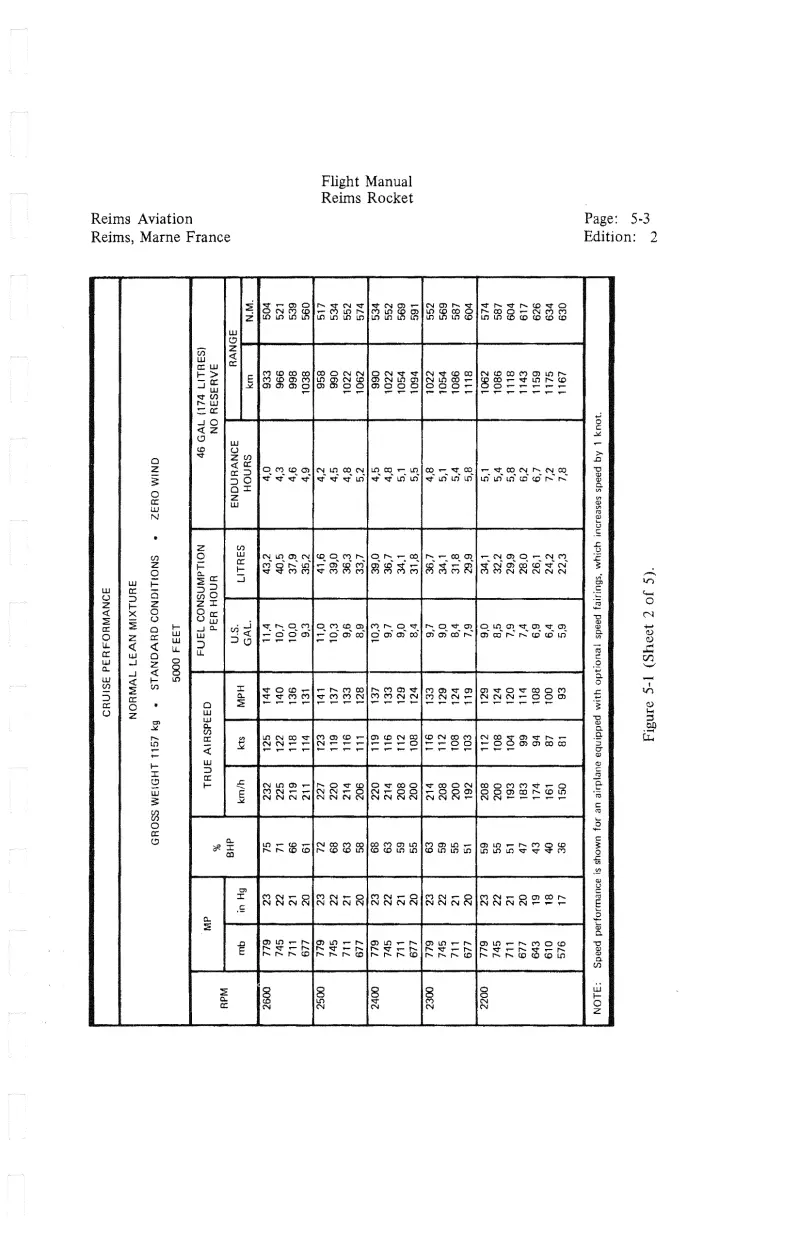 Flight Manual
Reims Rocket
Reims Aviation
Reims, Marne France
Page: 5-3
Edition: 2
CRUISE PERFORMANCE
NORMAL LEAN MIXTURE
GROSS WEIGHT 1157 kg • STANDARD CONDITIONS • ZERO WIND
5000 FEET
RPM MP % BHP TRUE AIRSPEED FUEL CONSUMPTION PER HOUR 46 GAL (174 LITRES) NO RESERVE
mb in Hg km/h kts MPH U.S. GAL. LITRES ENDURANCE HOURS RANGE km N.M.
2600 779 23 75 232 125 144 11,4 43,2 4,0 933 504
745 22 71 225 122 140 10,7 40,5 4,3 966 521
711 21 66 219 118 136 10,0 37,9 4,6 998 539
677 20 61 211 114 131 9,3 35,2 4,9 1038 560
2500 779 23 72 227 123 141 11,0 41,6 4,2 958 517
745 22 68 220 119 137 10,3 39,0 4,5 990 534
711 21 63 214 116 133 9,6 36,3 4,8 1022 552
677 20 58 206 111 128 8,9 33,7 5,2 1062 574
2400 779 23 68 220 119 137 10,3 39,0 4,5 990 534
745 22 63 214 116 133 9,7 36,7 4,8 1022 552
711 21 59 208 112 129 9,0 34,1 5,1 1054 569
677 20 55 200 108 124 8,4 31,8 5,5 1094 591
2300 779 23 63 214 116 133 9,7 36,7 4,8 1022 552
745 22 59 208 112 129 9,0 34,1 5,1 1054 569
711 21 55 200 108 124 8,4 31,8 5,4 1086 587
677 20 51 192 103 119 7,9 29,9 5,8 1118 604
2200 779 23 59 208 112 129 9,0 34,1 5,1 1062 574
745 22 55 200 108 124 8,5 32,2 5,4 1086 587
711 21 51 193 104 120 7,9 29,9 5,8 1118 604
677 20 47 183 99 114 7,4 28,0 6,2 1143 617
643 19 43 174 94 108 6,9 26,1 6,7 1159 626
610 18 40 161 87 100 6,4 24,2 7,2 1175 634
576 17 36 150 81 93 5,9 22,3 7,8 1167 630
NOTE: Speed performance is shown for an airplane equipped with optional speed fairings, which increases speed by 1 knot.
Figure 5-1 (Sheet 2 of 5).